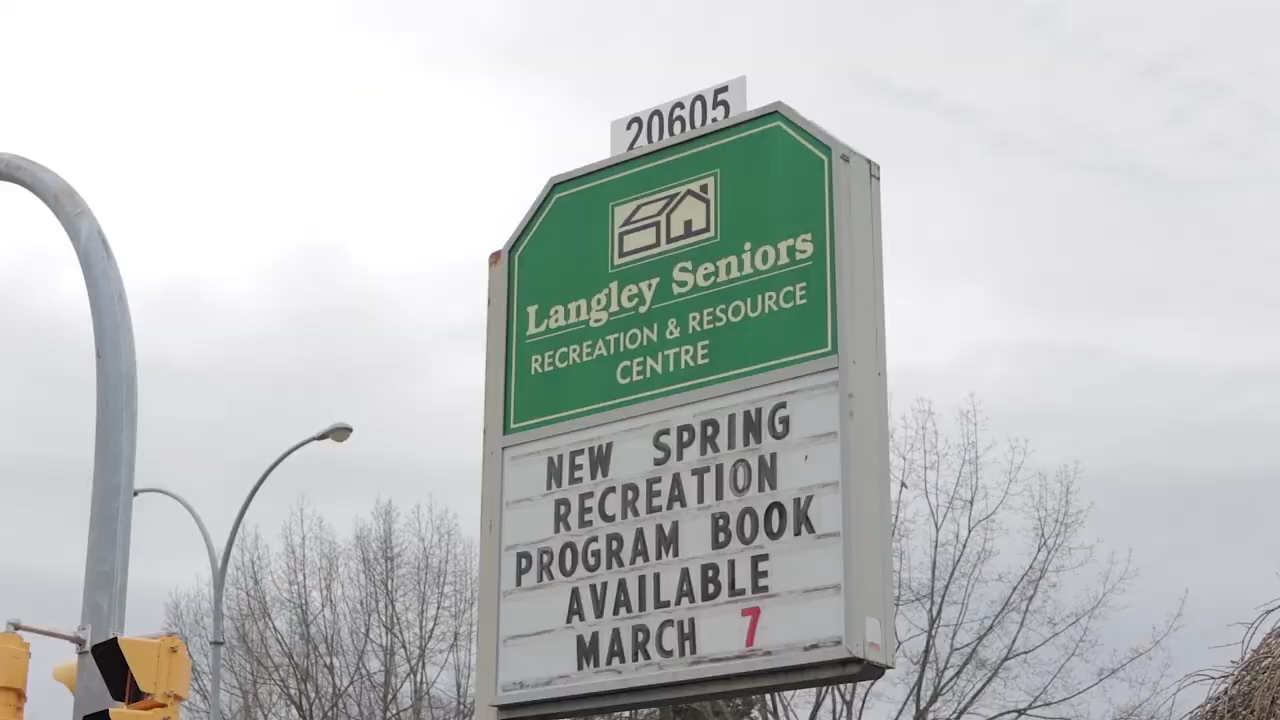 20605
Langley Seniors
RECREATION & RESOURCE
CENTRE
NEW SPRING
RECREATION
PROGRAM BOOK
AVAILABLE
MARCH 7